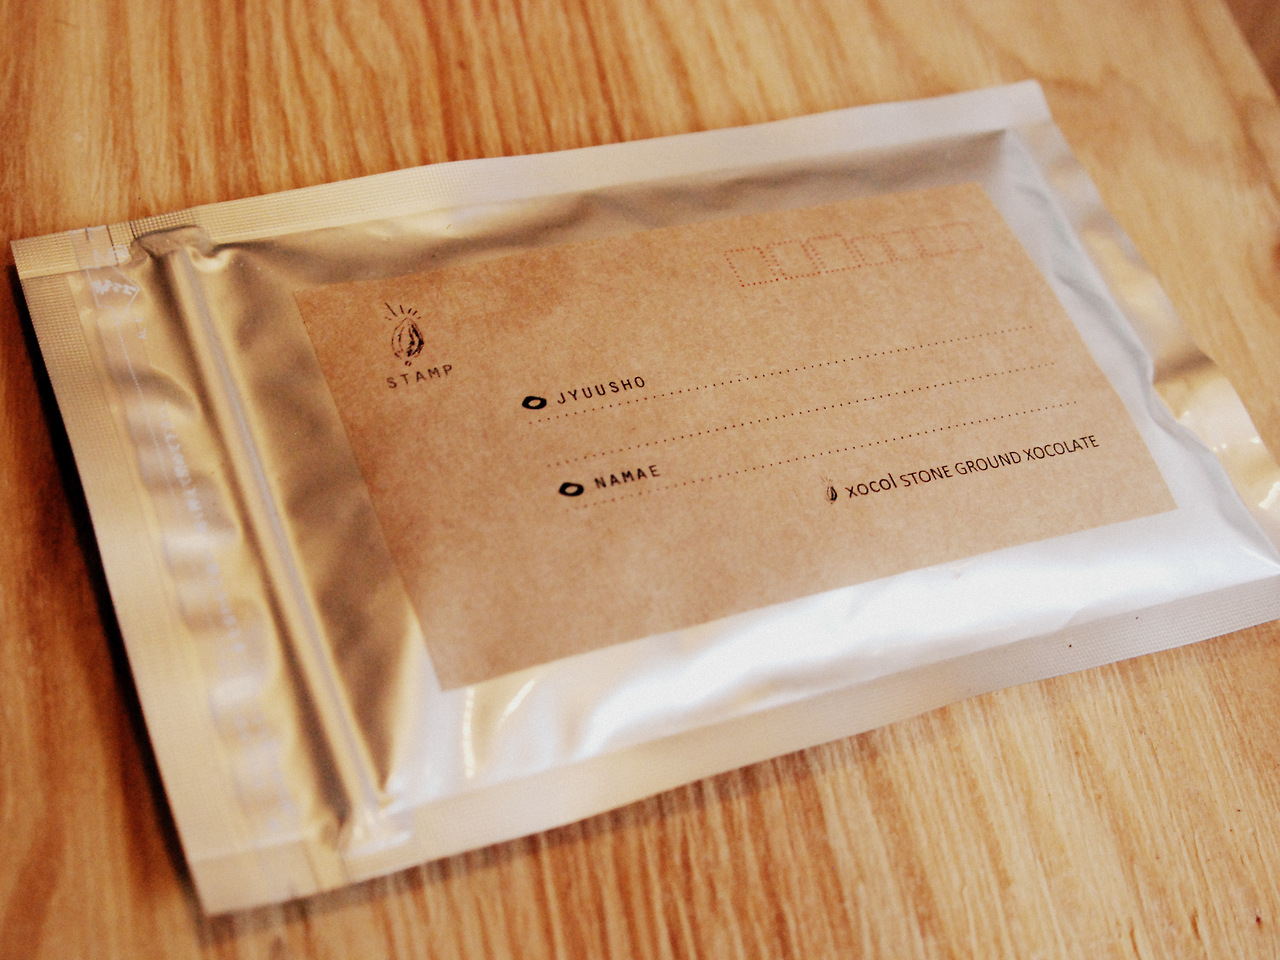 STAMP
JYUUSHO
NAMAE
xocol STONE GROUND XOCOLATE